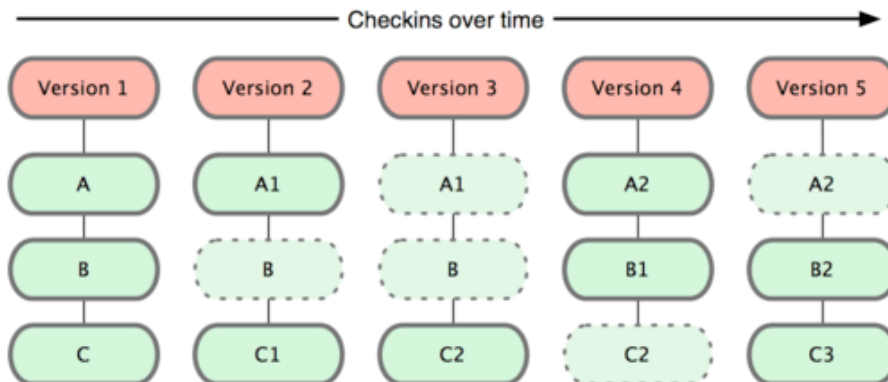 Checkins over time
Version 1 Version 2 Version 3 Version 4 Version 5
A A1 A1 A2 A2
B B B B1 B2
C C1 C2 C2 C3